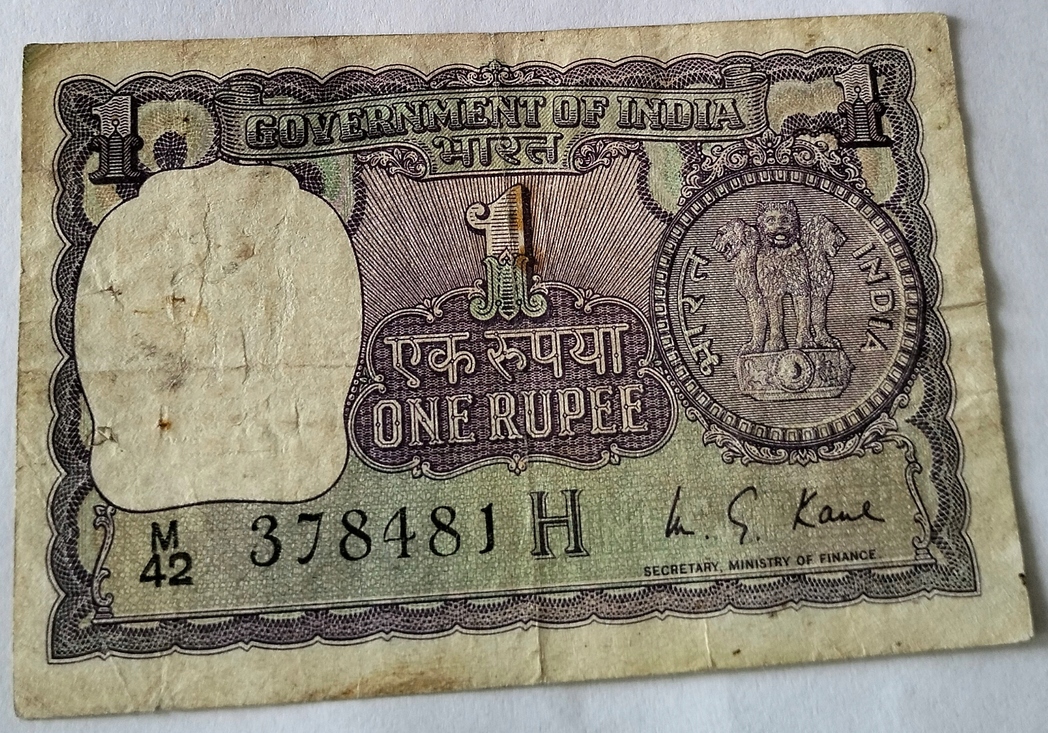 1 GOVERNMENT OF INDIA 1
भारत
1
एक रुपया
ONE RUPEE
भारत INDIA
M
42 378481 H
M. G. Kaul
SECRETARY, MINISTRY OF FINANCE.